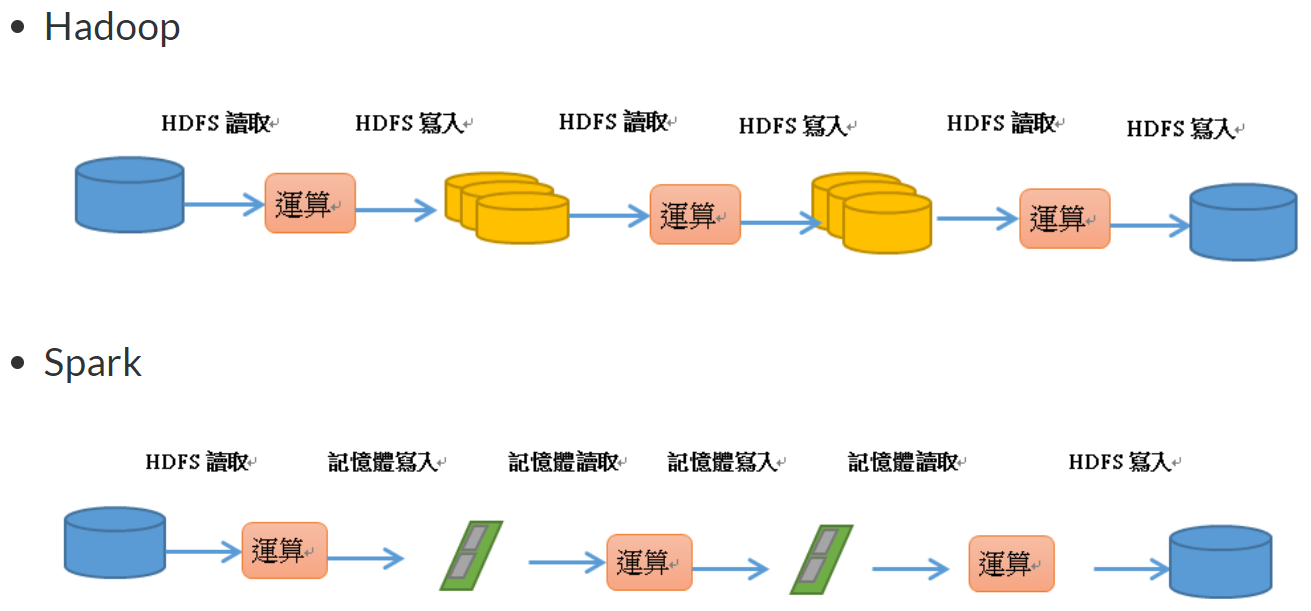 Hadoop
HDFS 讀取 HDFS 寫入 HDFS 讀取 HDFS 寫入 HDFS 讀取 HDFS 寫入
運算 運算 運算
Spark
HDFS 讀取 記憶體寫入 記憶體讀取 記憶體寫入 記憶體讀取 HDFS 寫入
運算 運算 運算